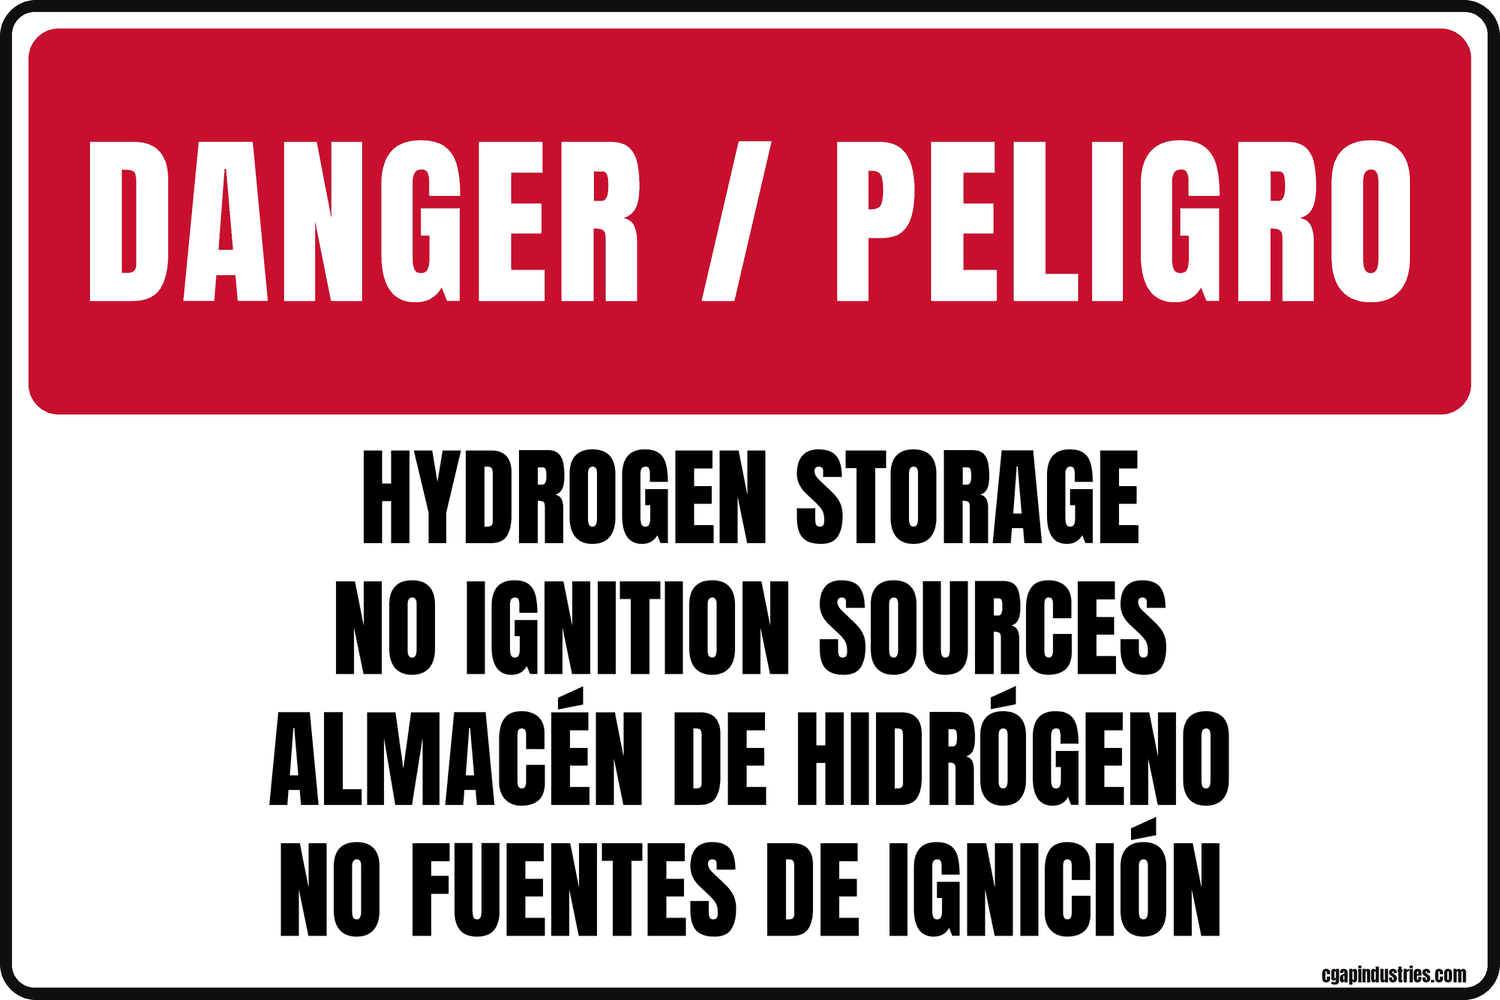 DANGER / PELIGRO
HYDROGEN STORAGE
NO IGNITION SOURCES
ALMACÉN DE HIDRÓGENO
NO FUENTES DE IGNICIÓN
cgapindustries.com